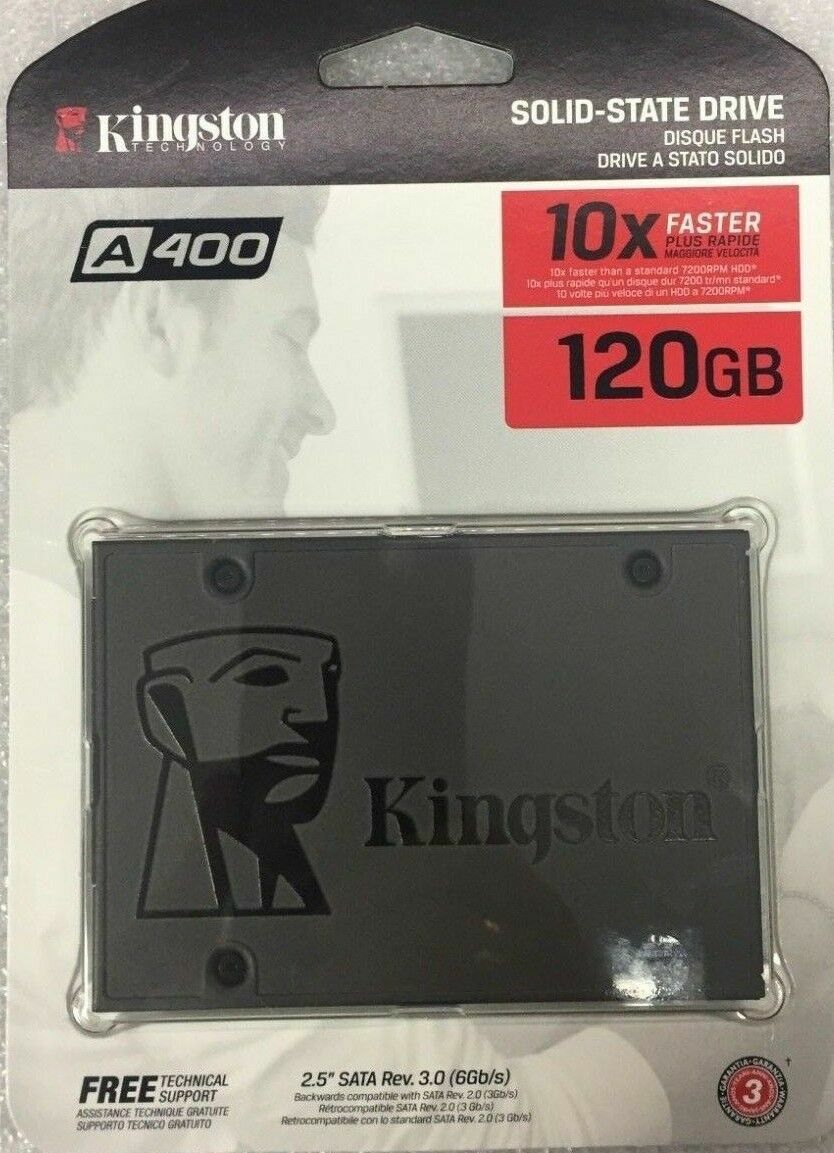 Kingston
TECHNOLOGY
SOLID-STATE DRIVE
DISQUE FLASH
DRIVE A STATO SOLIDO
A400
10x FASTER
PLUS RAPIDE
MAGGIORE VELOCITÀ
10x faster than a standard 7200RPM HDD*
10x plus rapide qu'un disque dur 7200 tr/mn standard*
10 volte più veloce di un HDD a 7200RPM*
120GB
Kingston®
FREE TECHNICAL SUPPORT
ASSISTANCE TECHNIQUE GRATUITE
SUPPORTO TECNICO GRATUITO
2.5" SATA Rev. 3.0 (6Gb/s)
Backwards compatible with SATA Rev. 2.0 (3Gb/s)
Rétrocompatible SATA Rev. 2.0 (3 Gb/s)
Retrocompatibile con lo standard SATA Rev. 2.0 (3 Gb/s)
3
†